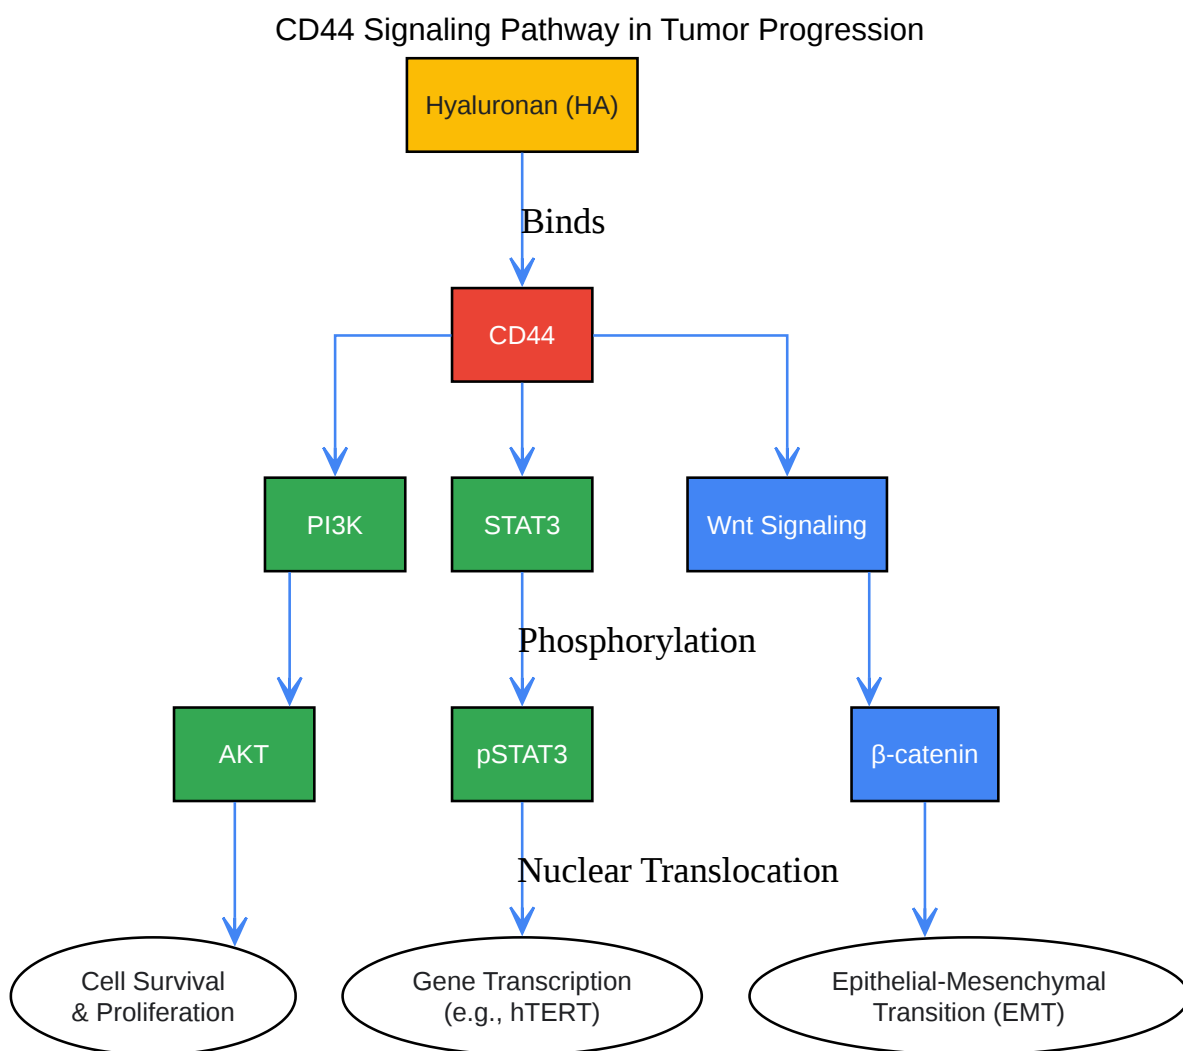 CD44 Signaling Pathway in Tumor Progression
Hyaluronan (HA)
Binds
CD44
PI3K
STAT3
Wnt Signaling
Phosphorylation
AKT
pSTAT3
β-catenin
Nuclear Translocation
Cell Survival
& Proliferation
Gene Transcription
(e.g., hTERT)
Epithelial-Mesenchymal
Transition (EMT)